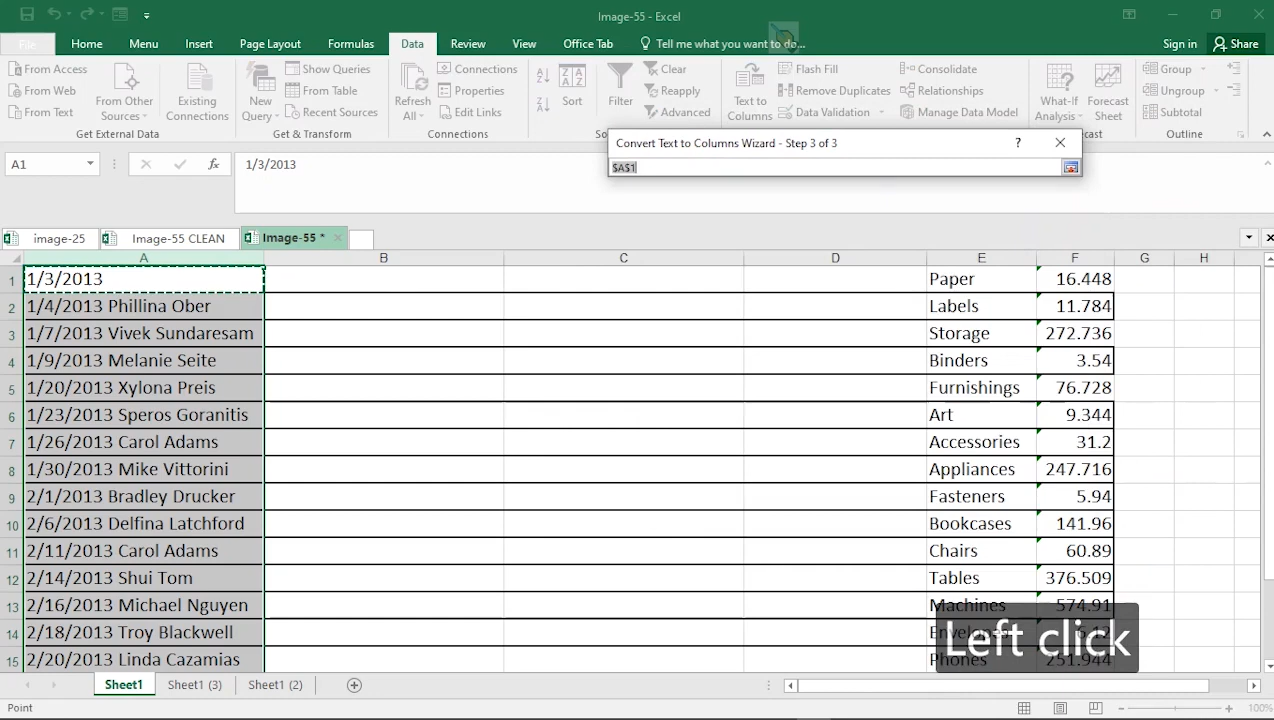 Image-55 - Excel
File Home Menu Insert Page Layout Formulas Data Review View Office Tab Tell me what you want to do... Sign in Share
From Access
From Web
From Text
From Other Sources
Existing Connections
Get External Data
New Query
Show Queries
From Table
Recent Sources
Get & Transform
Refresh All
Connections
Properties
Edit Links
Connections
Sort
Filter
Clear
Reapply
Advanced
Text to Columns
Flash Fill
Remove Duplicates
Data Validation
Consolidate
Relationships
Manage Data Model
What-If Analysis
Forecast Sheet
Group
Ungroup
Subtotal
Outline
Convert Text to Columns Wizard - Step 3 of 3 ?
$A$1
A1 fx 1/3/2013
image-25 Image-55 CLEAN Image-55 *
A B C D E F G H
1 1/3/2013 Paper 16.448
2 1/4/2013 Phillina Ober Labels 11.784
3 1/7/2013 Vivek Sundaresam Storage 272.736
4 1/9/2013 Melanie Seite Binders 3.54
5 1/20/2013 Xylona Preis Furnishings 76.728
6 1/23/2013 Speros Goranitis Art 9.344
7 1/26/2013 Carol Adams Accessories 31.2
8 1/30/2013 Mike Vittorini Appliances 247.716
9 2/1/2013 Bradley Drucker Fasteners 5.94
10 2/6/2013 Delfina Latchford Bookcases 141.96
11 2/11/2013 Carol Adams Chairs 60.89
12 2/14/2013 Shui Tom Tables 376.509
13 2/16/2013 Michael Nguyen Machines 574.91
14 2/18/2013 Troy Blackwell Envelopes 6.12
15 2/20/2013 Linda Cazamias Phones 251.944
Left click
Sheet1 Sheet1 (3) Sheet1 (2)
Point 100%